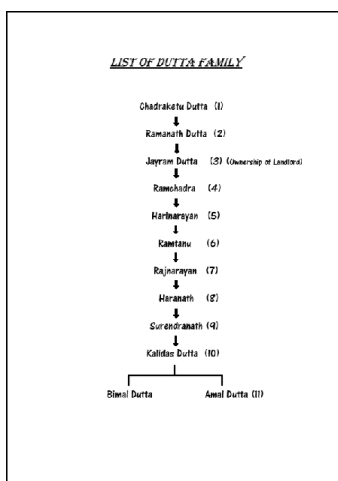 LIST OF DUTTA FAMILY
Chadraketu Dutta (1)
Ramanath Dutta (2)
Jayram Dutta (3) (Ownership of Landlord)
Ramchadra (4)
Harinarayan (5)
Ramtanu (6)
Rajnarayan (7)
Haranath (8)
Surendranath (9)
Kalidas Dutta (10)
Bimal Dutta Amal Dutta (11)